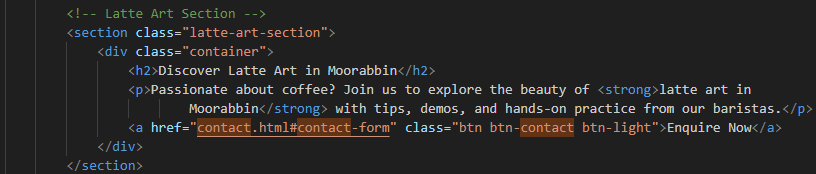 <!-- Latte Art Section -->
<section class="latte-art-section">
<div class="container">
<h2>Discover Latte Art in Moorabbin</h2>
<p>Passionate about coffee? Join us to explore the beauty of <strong>latte art in
Moorabbin</strong> with tips, demos, and hands-on practice from our baristas.</p>
<a href="contact.html#contact-form" class="btn btn-contact btn-light">Enquire Now</a>
</div>
</section>